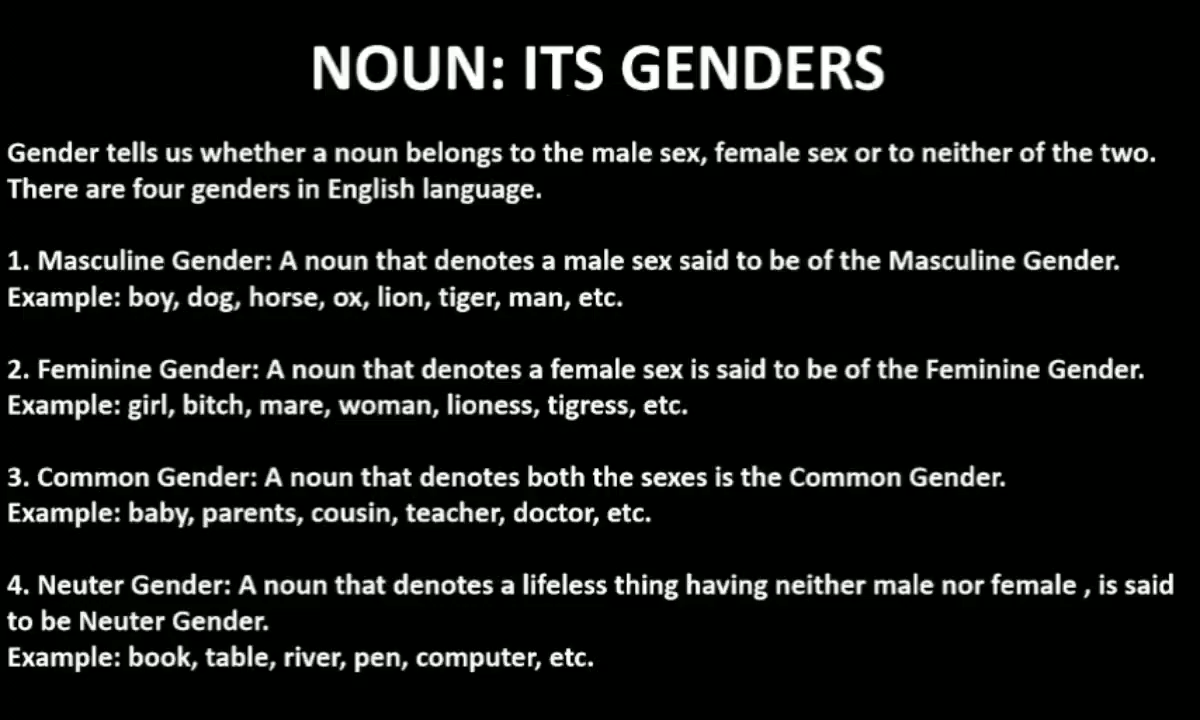 NOUN: ITS GENDERS
Gender tells us whether a noun belongs to the male sex, female sex or to neither of the two.
There are four genders in English language.
1. Masculine Gender: A noun that denotes a male sex said to be of the Masculine Gender.
Example: boy, dog, horse, ox, lion, tiger, man, etc.
2. Feminine Gender: A noun that denotes a female sex is said to be of the Feminine Gender.
Example: girl, bitch, mare, woman, lioness, tigress, etc.
3. Common Gender: A noun that denotes both the sexes is the Common Gender.
Example: baby, parents, cousin, teacher, doctor, etc.
4. Neuter Gender: A noun that denotes a lifeless thing having neither male nor female , is said
to be Neuter Gender.
Example: book, table, river, pen, computer, etc.